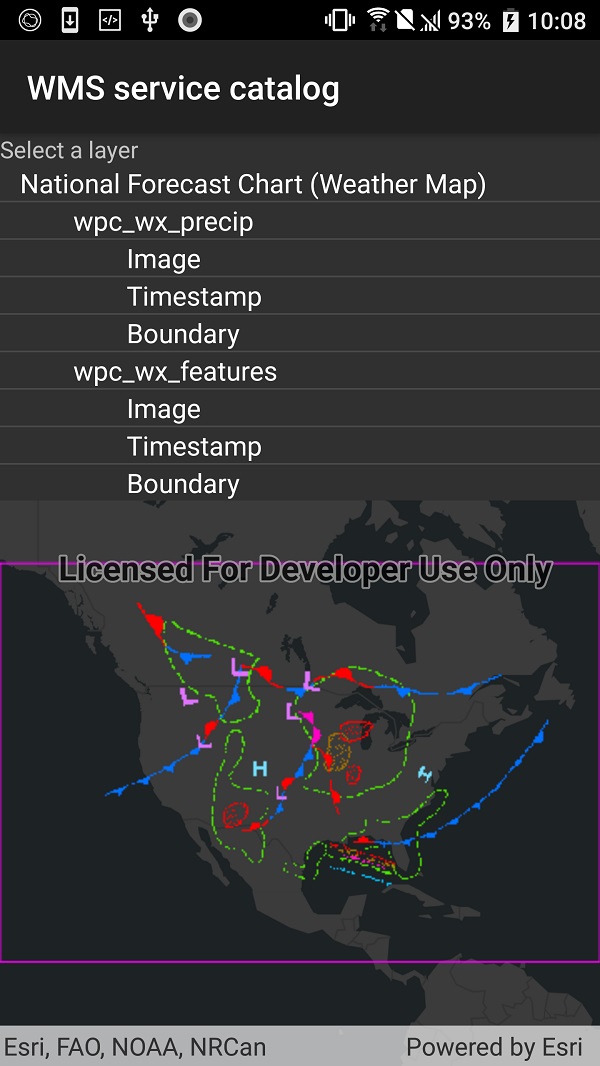 93% 10:08
WMS service catalog
Select a layer
National Forecast Chart (Weather Map)
wpc_wx_precip
Image
Timestamp
Boundary
wpc_wx_features
Image
Timestamp
Boundary
Licensed For Developer Use Only
L
L
L
L
L
H
H
L
Esri, FAO, NOAA, NRCan Powered by Esri